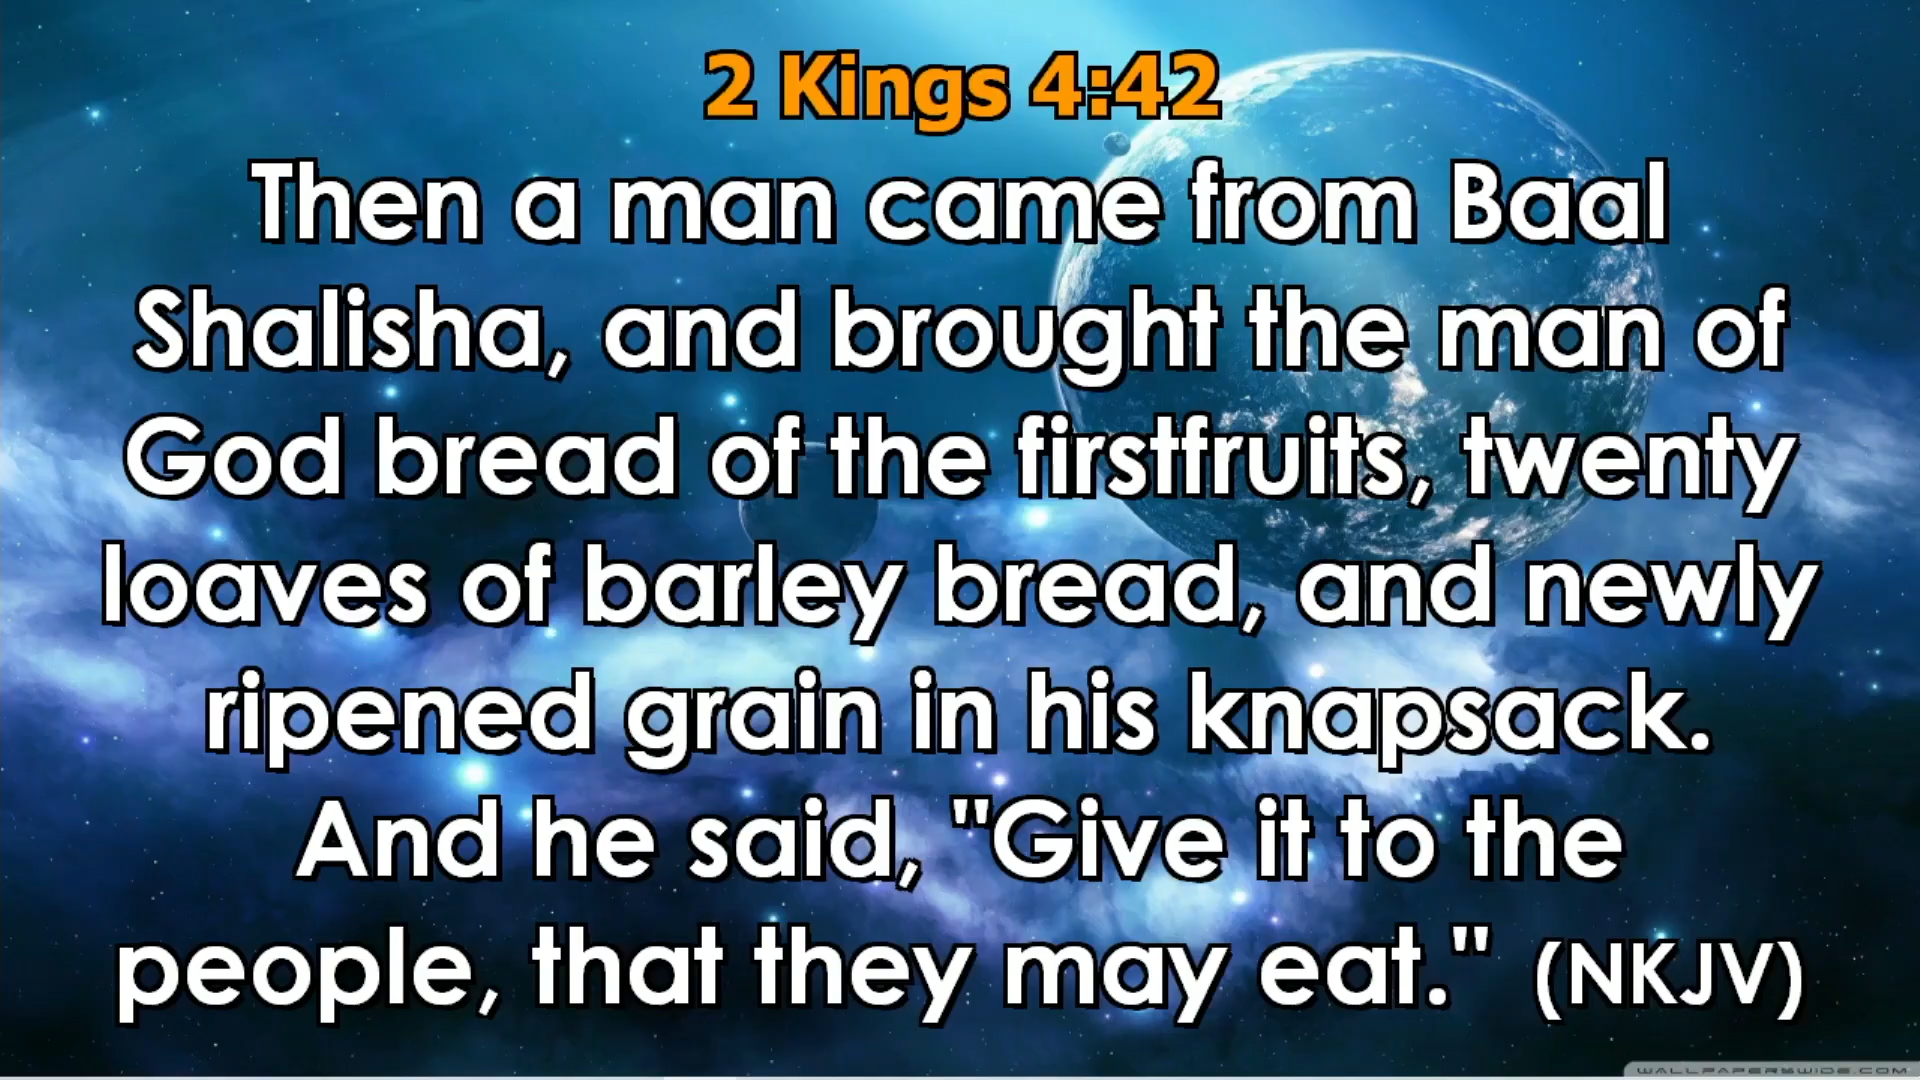 2 Kings 4:42
Then a man came from Baal
Shalisha, and brought the man of
God bread of the firstfruits, twenty
loaves of barley bread, and newly
ripened grain in his knapsack.
And he said, "Give it to the
people, that they may eat." (NKJV)
WALLPAPERSWIDE.COM